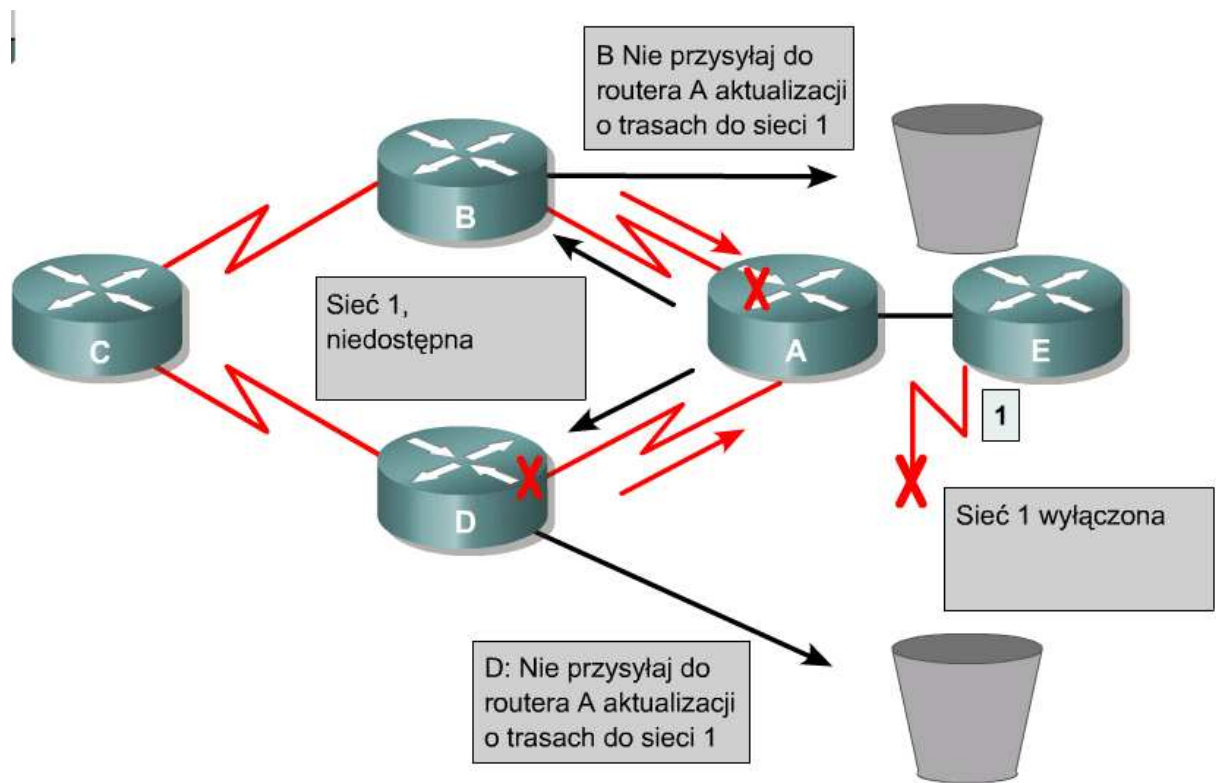 B Nie przysyłaj do
routera A aktualizacji
o trasach do sieci 1
B
Sieć 1,
niedostępna
C
A
E
1
D
Sieć 1 wyłączona
D: Nie przysyłaj do
routera A aktualizacji
o trasach do sieci 1